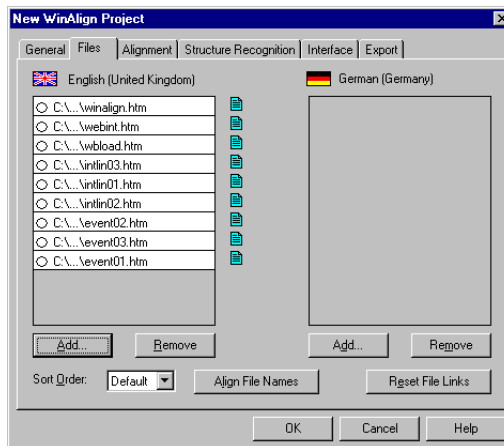 New WinAlign Project
General Files Alignment Structure Recognition Interface Export
English (United Kingdom) German (Germany)
C:\...\winalign.htm
C:\...\webint.htm
C:\...\wbload.htm
C:\...\intlin03.htm
C:\...\intlin01.htm
C:\...\intlin02.htm
C:\...\event02.htm
C:\...\event03.htm
C:\...\event01.htm
Add... Remove Add... Remove
Sort Order: Default Align File Names Reset File Links
OK Cancel Help